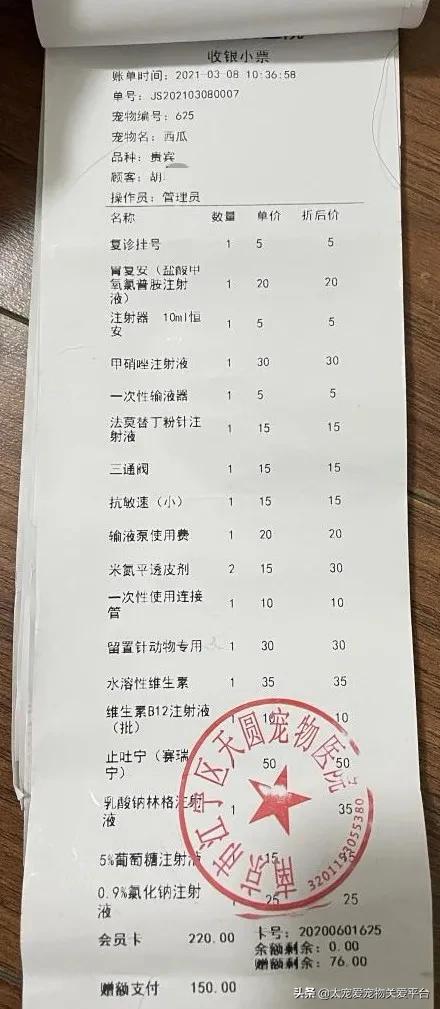 收银小票
账单时间：2021-03-08 10:36:58
单号：JS202103080007
宠物编号：625
宠物名：西瓜
品种：贵宾
顾客：胡
操作员：管理员
名称 数量 单价 折后价
复诊挂号 1 5 5
胃复安（盐酸甲
氧氯普胺注射 1 20 20
液）
注射器 10ml恒 1 5 5
安
甲硝唑注射液 1 30 30
一次性输液器 1 5 5
法莫替丁粉针注 1 15 15
射液
三通阀 1 15 15
抗敏速（小） 1 15 15
输液泵使用费 1 20 20
米氮平透皮剂 2 15 30
一次性使用连接 1 10 10
管
留置针动物专用 1 30 30
水溶性维生素 1 35 35
维生素B12注射液 1 10 10
（批）
止吐宁（赛瑞 50 50
宁）
乳酸钠林格注射 1 35
液
5%葡萄糖注射液 15
0.9%氯化钠注射 25 25
液
南京市江宁区天圆宠物医院
会员卡 220.00 卡号：20200601625
余额剩余：0.00
赠额剩余：76.00
赠额支付 150.00
头条 @太宠爱宠物关爱平台